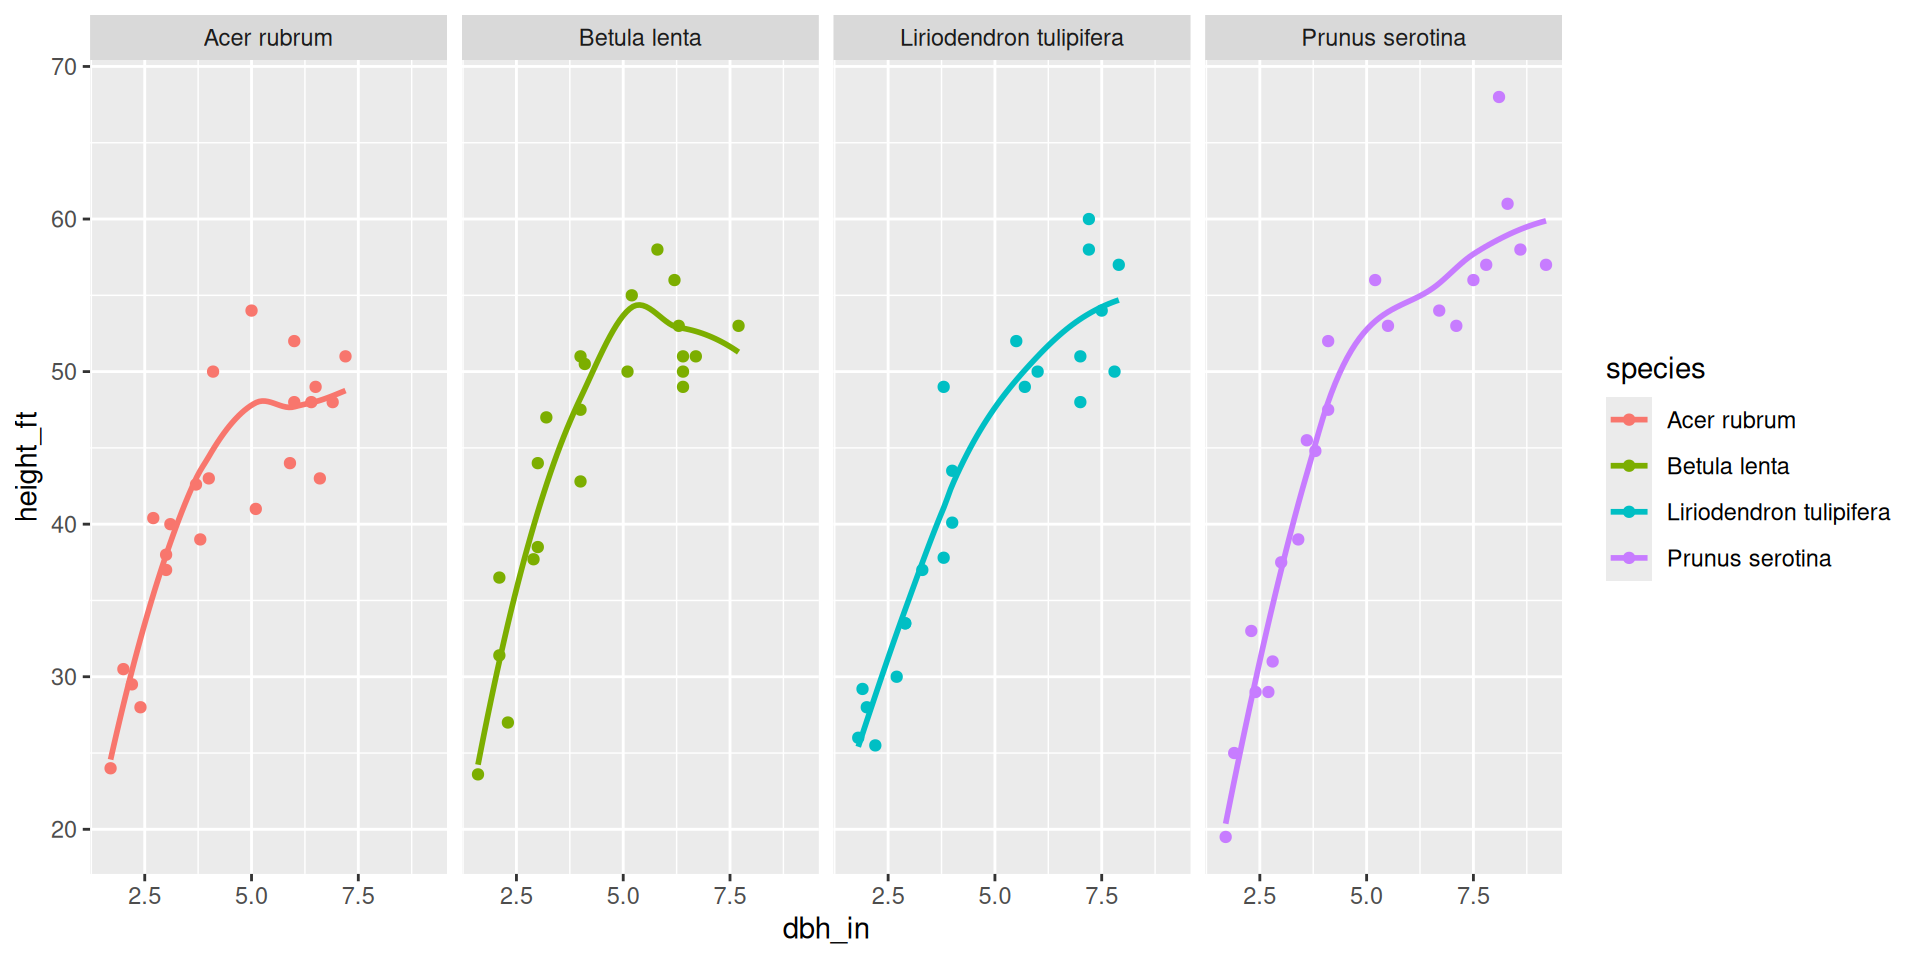 Acer rubrum Betula lenta Liriodendron tulipifera Prunus serotina
70
60
50
40
30
20
height_ft
2.5 5.0 7.5 2.5 5.0 7.5 2.5 5.0 7.5 2.5 5.0 7.5
dbh_in
species
Acer rubrum
Betula lenta
Liriodendron tulipifera
Prunus serotina